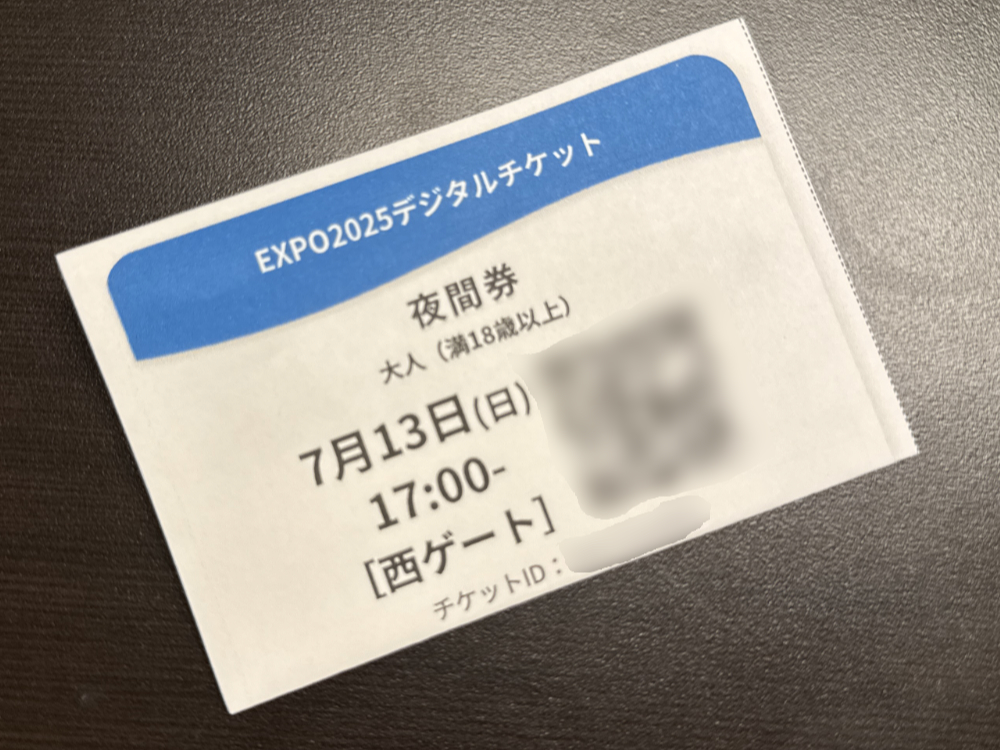 EXPO2025デジタルチケット
夜間券
大人（満18歳以上）
7月13日(日)
17:00-
[西ゲート]
チケットID：